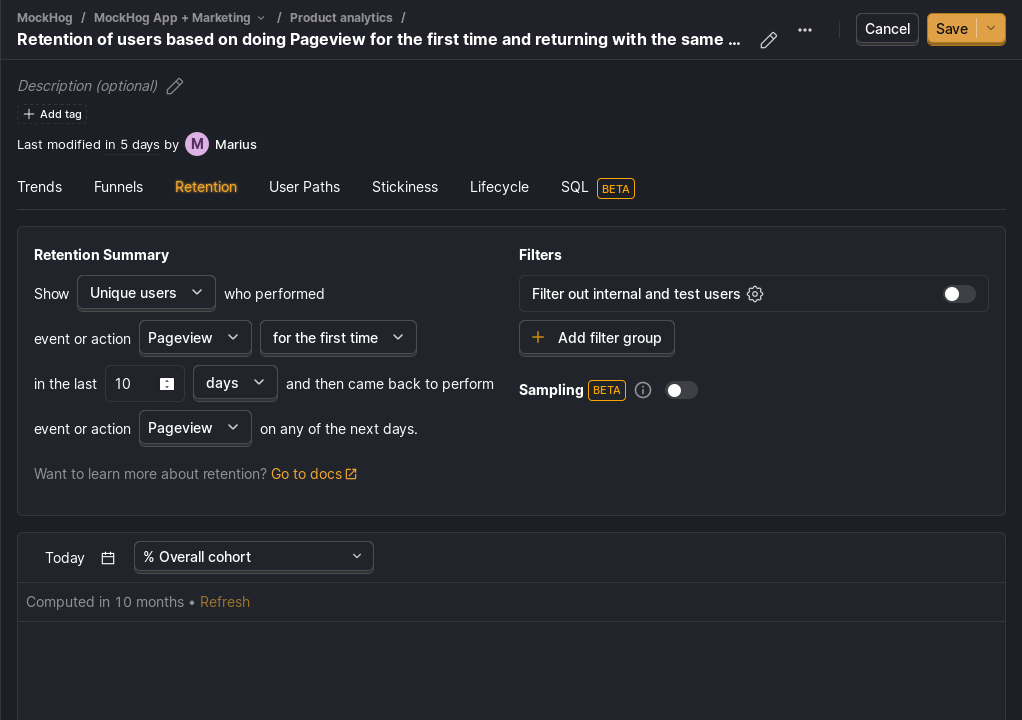 MockHog / MockHog App + Marketing / Product analytics /
Retention of users based on doing Pageview for the first time and returning with the same ...
Cancel
Save
Description (optional)
Add tag
Last modified in 5 days by M Marius
Trends Funnels Retention User Paths Stickiness Lifecycle SQL BETA
Retention Summary
Show Unique users who performed
event or action Pageview for the first time
in the last 10 days and then came back to perform
event or action Pageview on any of the next days.
Want to learn more about retention? Go to docs
Filters
Filter out internal and test users
Add filter group
Sampling BETA
Today % Overall cohort
Computed in 10 months • Refresh